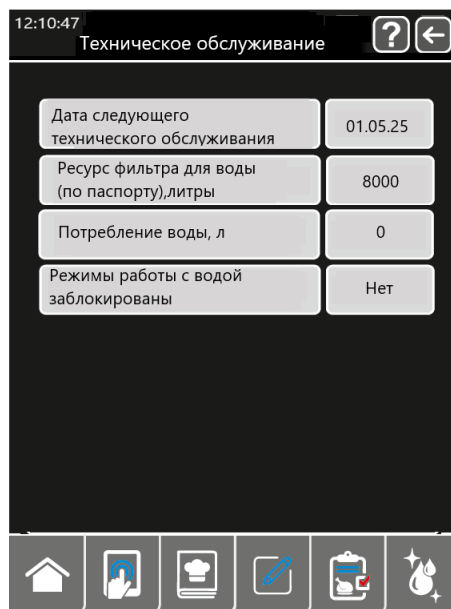 12:10:47
Техническое обслуживание
?
Дата следующего
технического обслуживания
01.05.25
Ресурс фильтра для воды
(по паспорту),литры
8000
Потребление воды, л
0
Режимы работы с водой
заблокированы
Нет